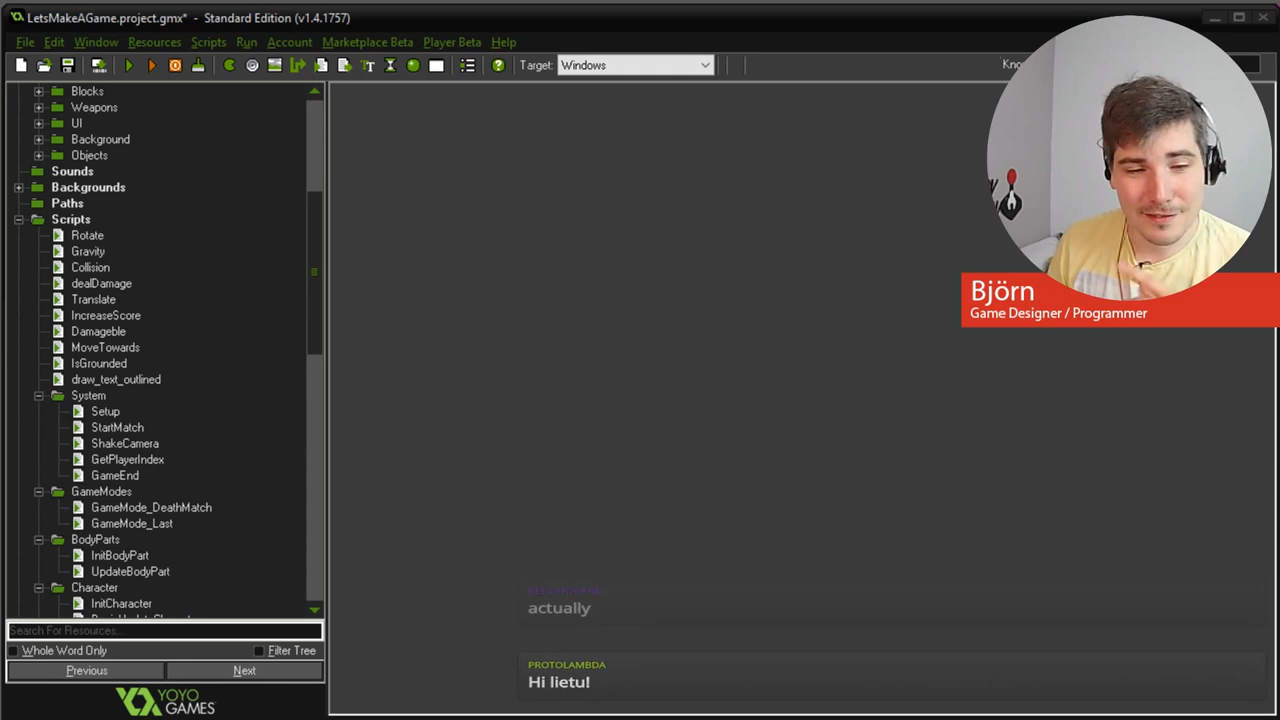 LetsMakeAGame.project.gmx* - Standard Edition (v1.4.1757)
File Edit Window Resources Scripts Run Account Marketplace Beta Player Beta Help
Target: Windows
Blocks
Weapons
UI
Background
Objects
Sounds
Backgrounds
Paths
Scripts
Rotate
Gravity
Collision
dealDamage
Translate
IncreaseScore
Damageble
MoveTowards
IsGrounded
draw_text_outlined
System
Setup
StartMatch
ShakeCamera
GetPlayerIndex
GameEnd
GameModes
GameMode_DeathMatch
GameMode_Last
BodyParts
InitBodyPart
UpdateBodyPart
Character
InitCharacter
Search For Resources...
Whole Word Only Filter Tree
Previous Next
YOYO
GAMES
Björn
Game Designer / Programmer
actually
PROTOLAMBDA
Hi lietu!